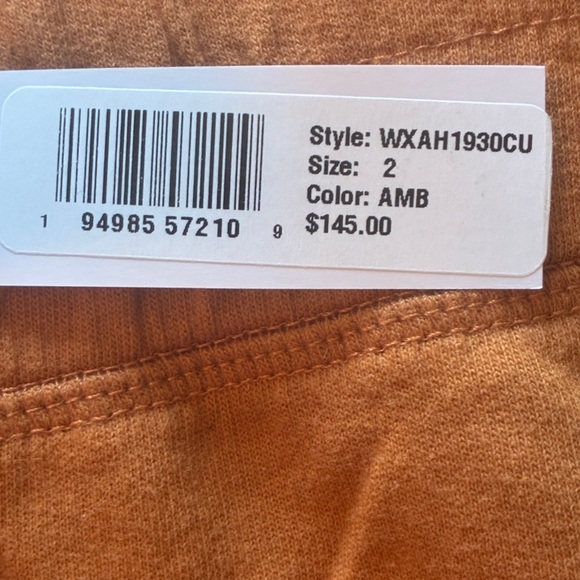 Style: WXAH1930CU
Size: 2
Color: AMB
$145.00
1 94985 57210 9